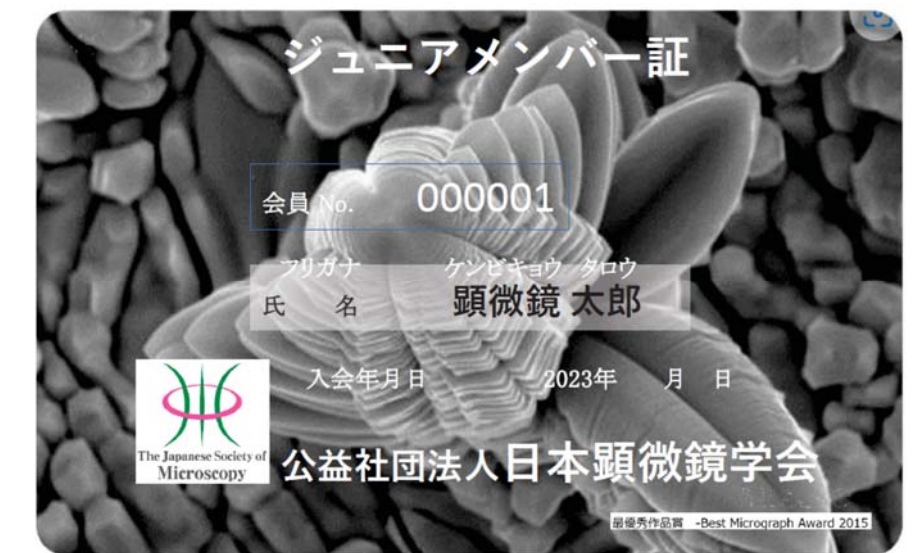 ジュニアメンバー証
会員 No. 000001
フリガナ ケンビキョウ タロウ
氏 名 顕微鏡 太郎
入会年月日 2023年 月 日
The Japanese Society of
Microscopy
公益社団法人日本顕微鏡学会
最優秀作品賞 -Best Micrograph Award 2015